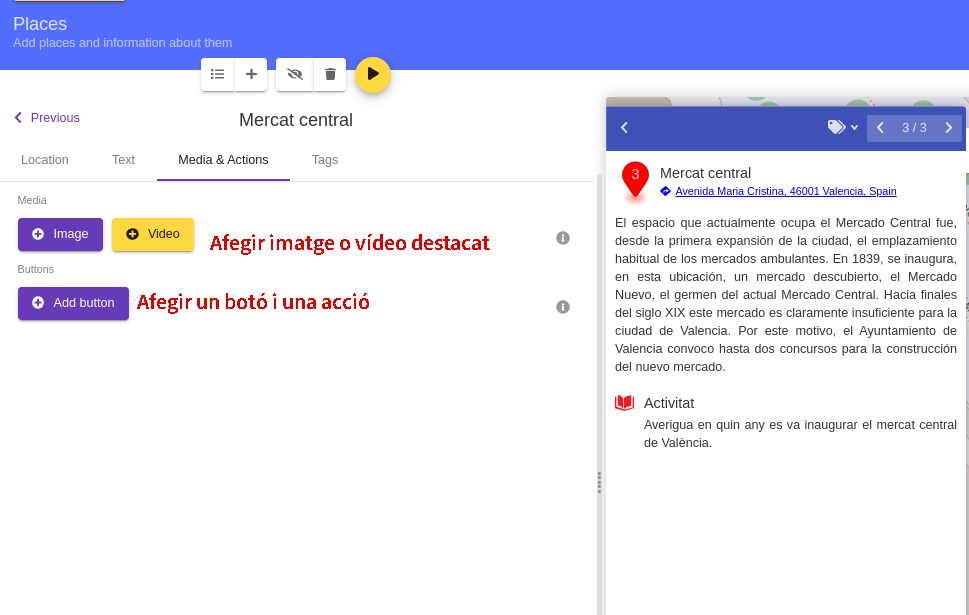 Places
Add places and information about them
Previous
Mercat central
Location
Text
Media & Actions
Tags
Media
Image
Video
Afegir imatge o vídeo destacat
Buttons
Add button
Afegir un botó i una acció
3 / 3
3
Mercat central
Avenida Maria Cristina, 46001 Valencia, Spain
El espacio que actualmente ocupa el Mercado Central fue,
desde la primera expansión de la ciudad, el emplazamiento
habitual de los mercados ambulantes. En 1839, se inaugura,
en esta ubicación, un mercado descubierto, el Mercado
Nuevo, el germen del actual Mercado Central. Hacia finales
del siglo XIX este mercado es claramente insuficiente para la
ciudad de Valencia. Por este motivo, el Ayuntamiento de
Valencia convoco hasta dos concursos para la construcción
del nuevo mercado.
Activitat
Averigua en quin any es va inaugurar el mercat central
de València.